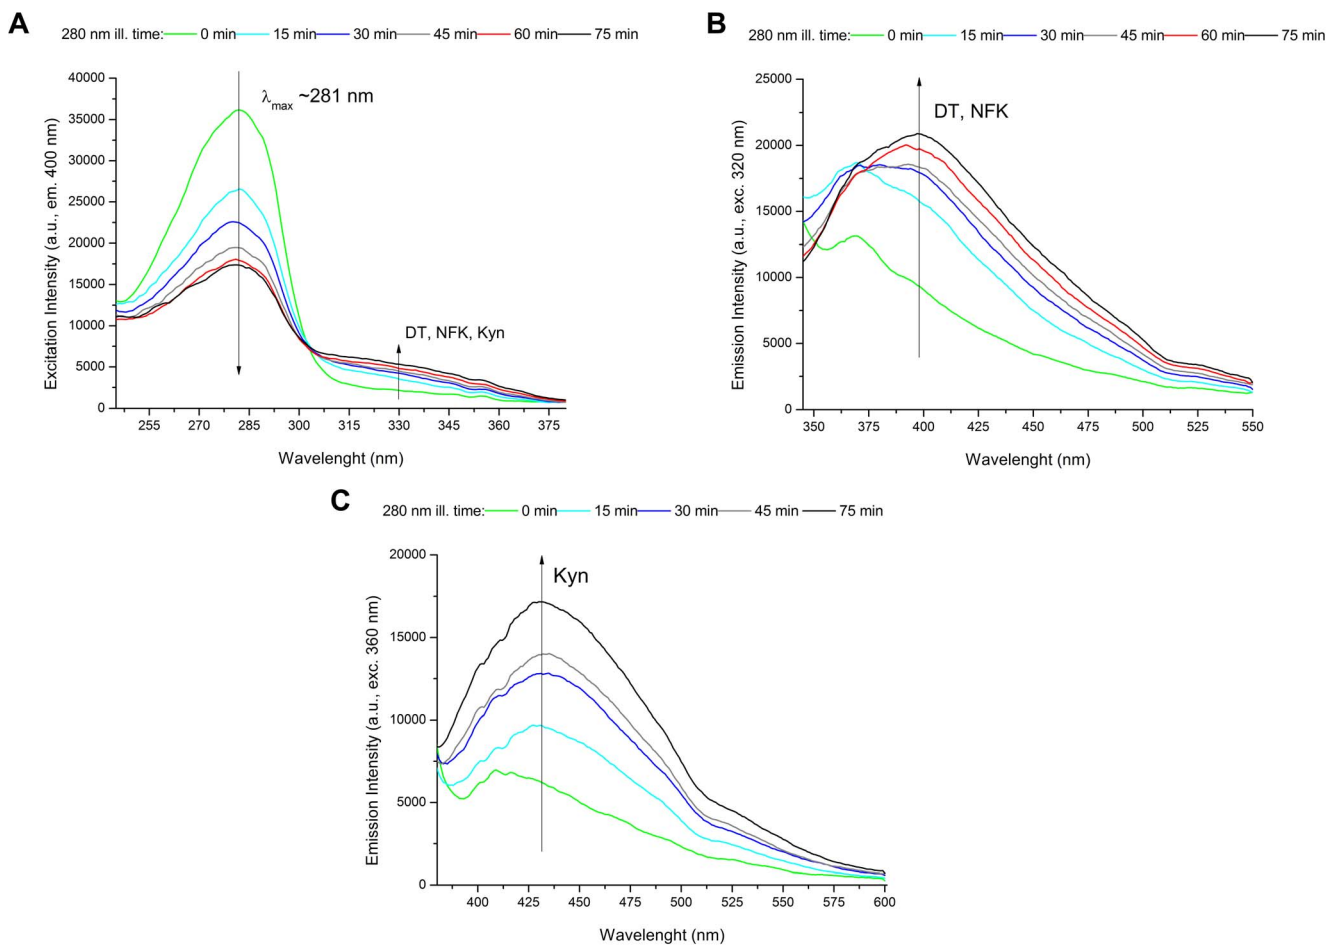 A
280 nm ill. time: 0 min 15 min 30 min 45 min 60 min 75 min
λmax ~281 nm
DT, NFK, Kyn
Excitation Intensity (a.u., em. 400 nm)
40000
35000
30000
25000
20000
15000
10000
5000
0
255 270 285 300 315 330 345 360 375
Wavelenght (nm)
B
280 nm ill. time: 0 min 15 min 30 min 45 min 60 min 75 min
DT, NFK
Emission Intensity (a.u., exc. 320 nm)
25000
20000
15000
10000
5000
0
350 375 400 425 450 475 500 525 550
Wavelenght (nm)
C
280 nm ill. time: 0 min 15 min 30 min 45 min 75 min
Kyn
Emission Intensity (a.u., exc. 360 nm)
20000
15000
10000
5000
0
400 425 450 475 500 525 550 575 600
Wavelenght (nm)